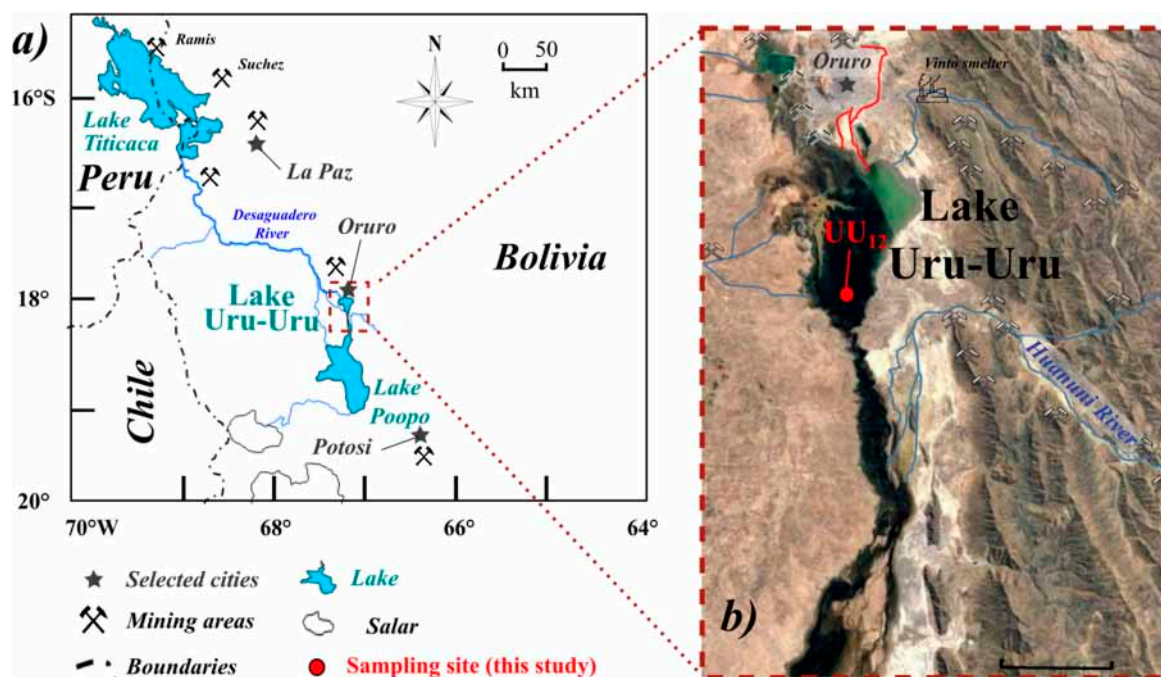 a)
Ramis
Suchez
N
0 50
km
16°S
Lake
Titicaca
Peru
La Paz
Desaguadero
River
Oruro
Bolivia
Lake
Uru-Uru
18°
Chile
Lake
Poopo
Potosi
20°
70°W
68°
66°
64°
Selected cities
Lake
Mining areas
Salar
Boundaries
Sampling site (this study)
Oruro
Vinto smelter
Lake
Uru-Uru
UU12
Huanuni River
b)